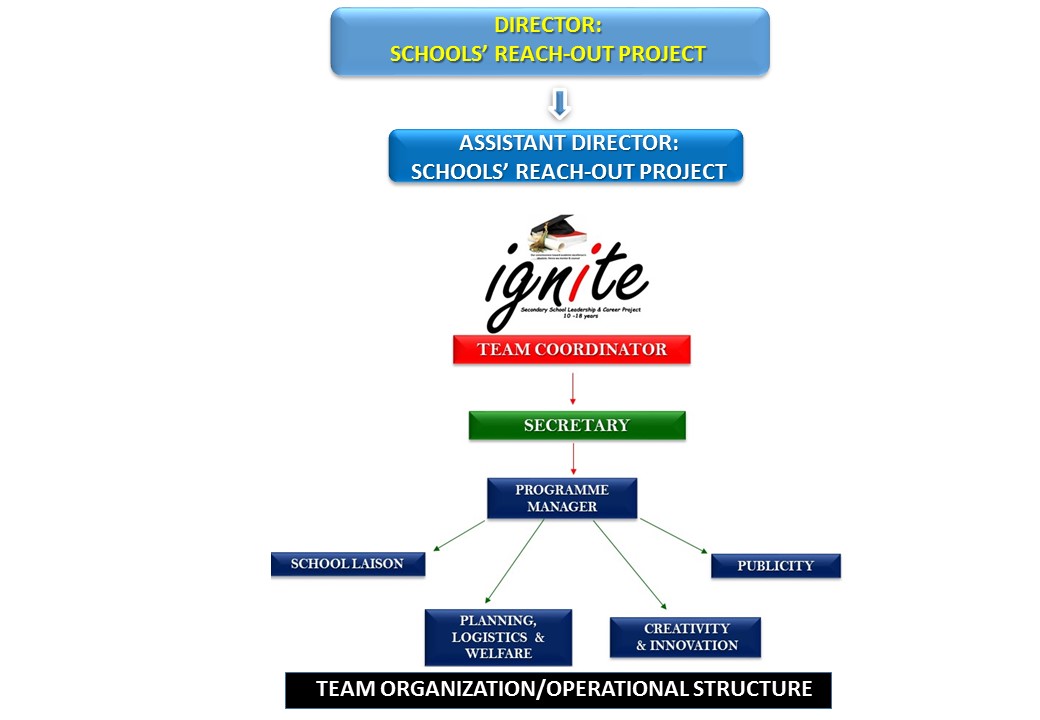 DIRECTOR:
SCHOOLS’ REACH-OUT PROJECT
ASSISTANT DIRECTOR:
SCHOOLS’ REACH-OUT PROJECT
ignite
Secondary School Leadership & Career Project
10 -18 years
TEAM COORDINATOR
SECRETARY
PROGRAMME
MANAGER
SCHOOL LAISON
PUBLICITY
PLANNING,
LOGISTICS &
WELFARE
CREATIVITY
& INNOVATION
TEAM ORGANIZATION/OPERATIONAL STRUCTURE